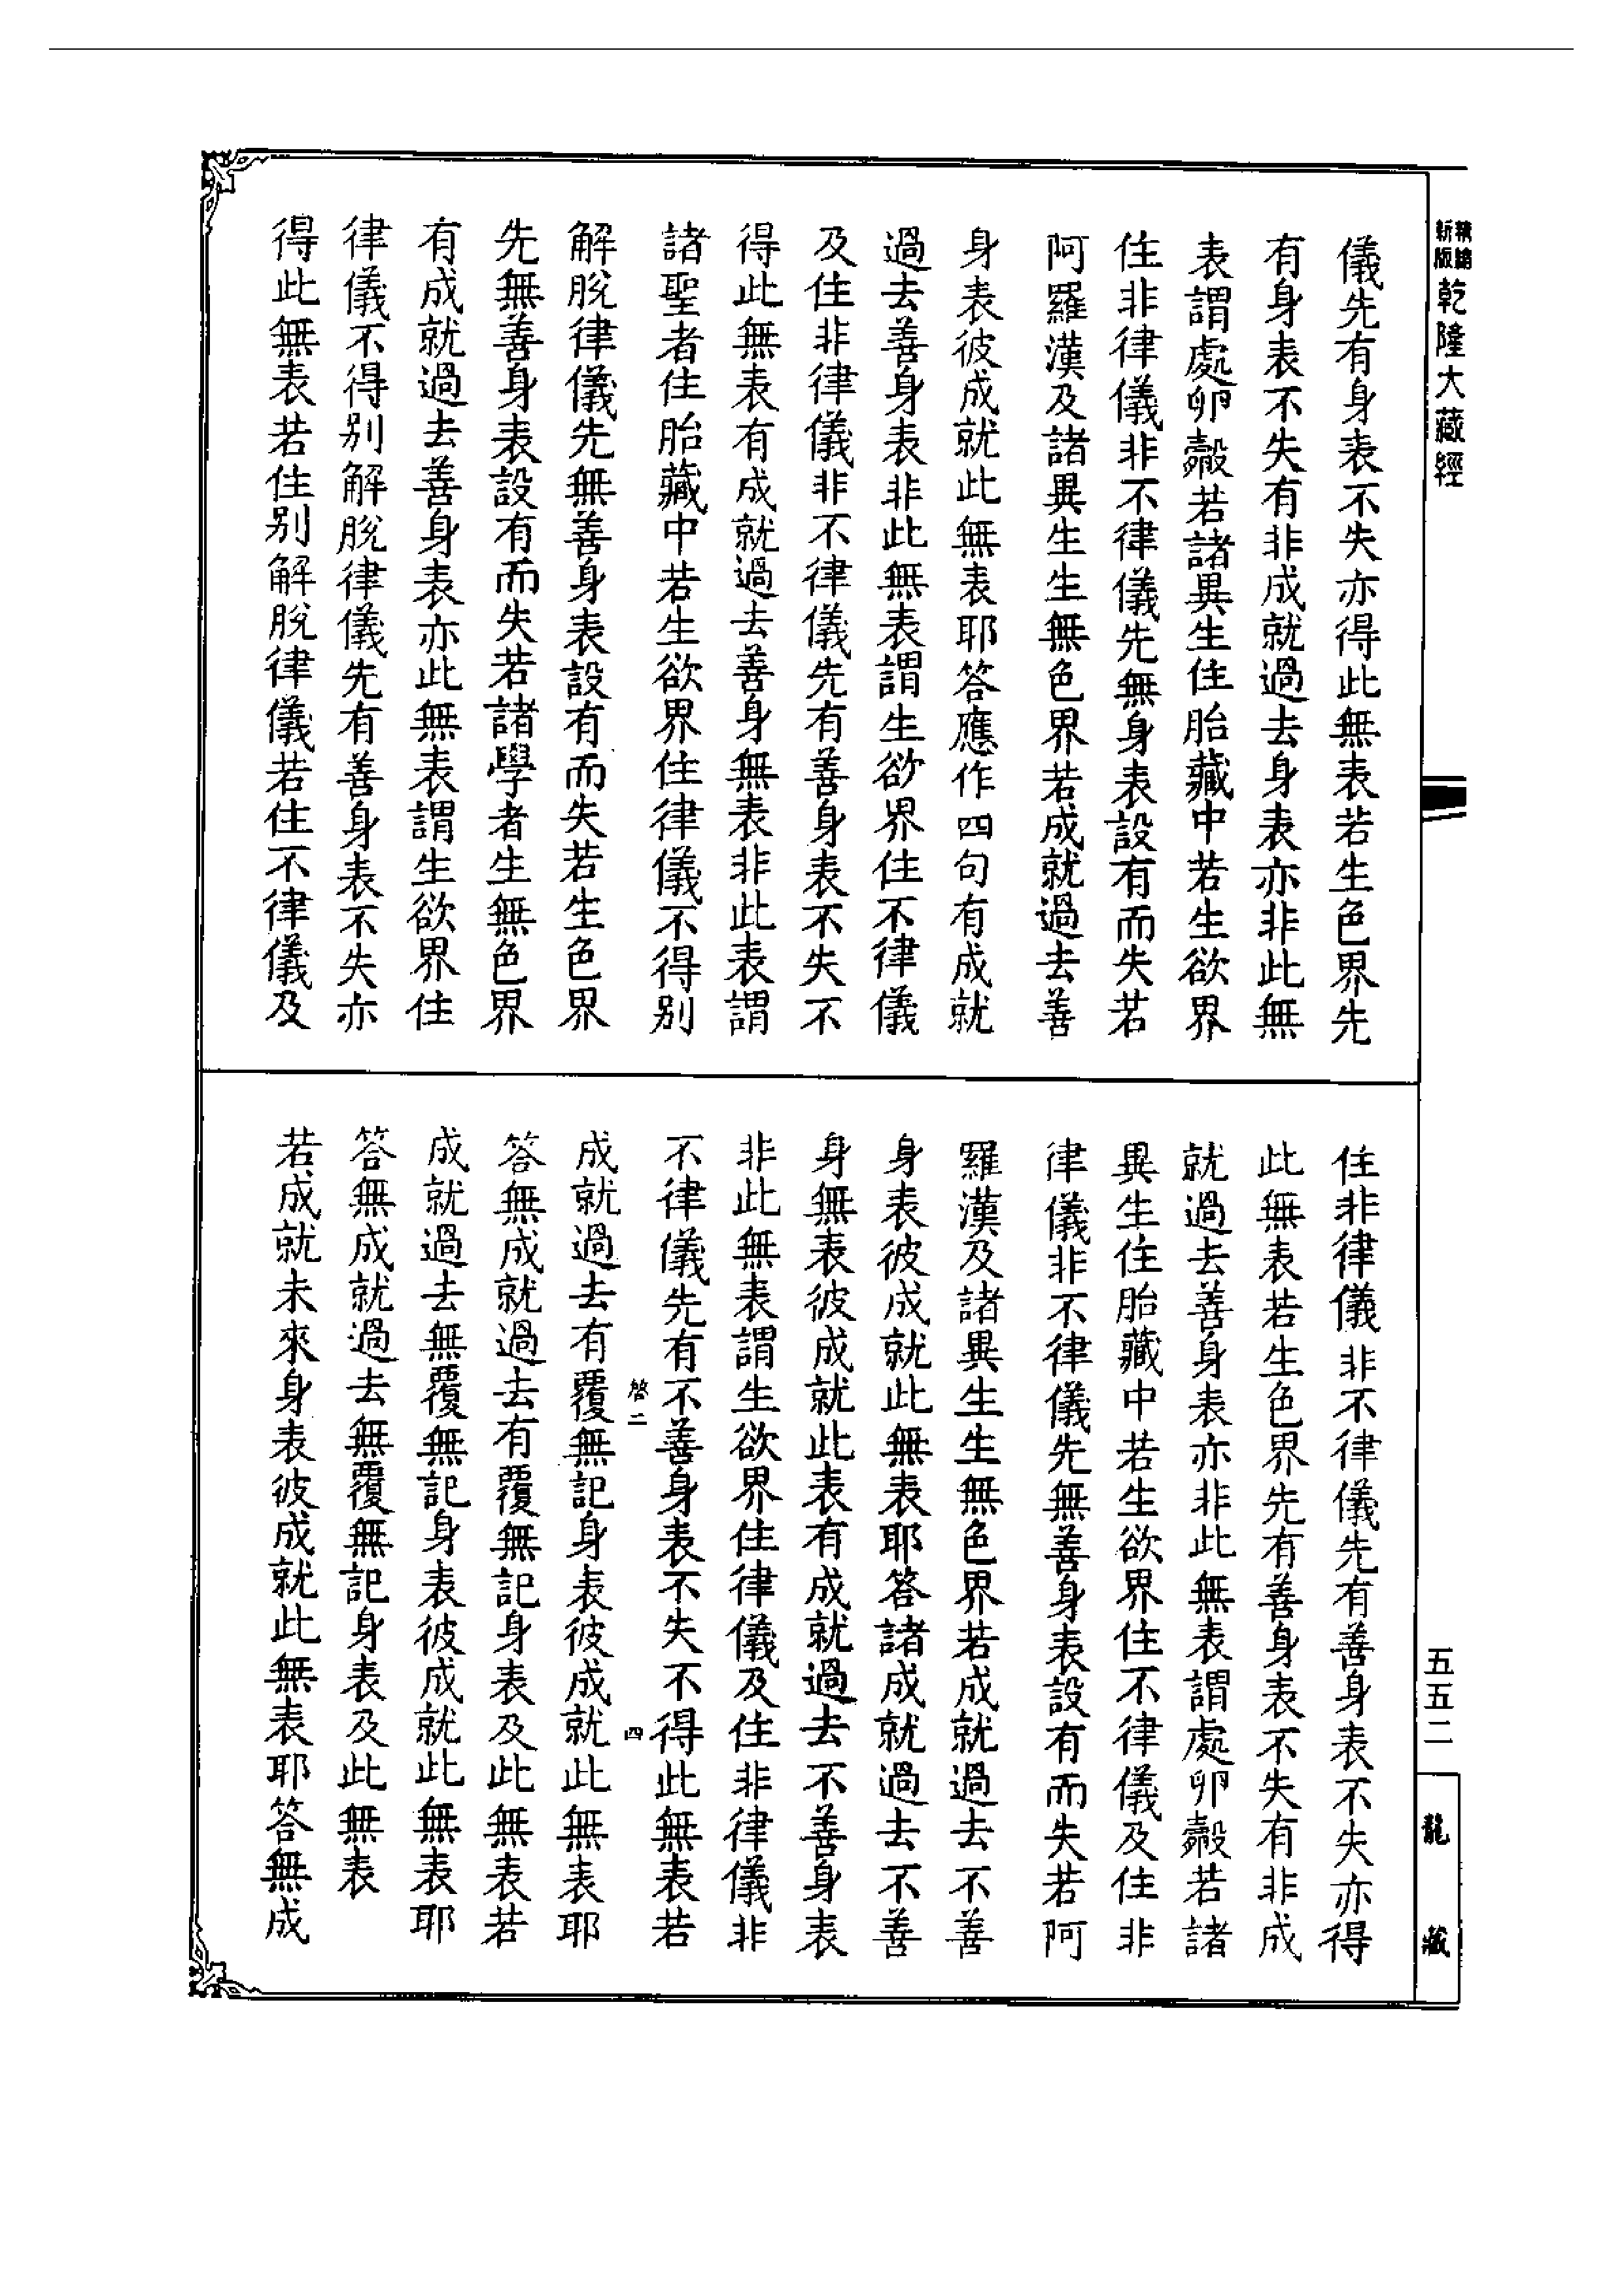 精縮
新版
乾隆大藏經
儀先有身表不失亦得此無表若生色界先
有身表不失有非成就過去身表亦非此無
表謂處卵㲉若諸異生住胎藏中若生欲界
住非律儀非不律儀先無身表設有而失若
阿羅漢及諸異生生無色界若成就過去善
身表彼成就此無表耶答應作四句有成就
過去善身表非此無表謂生欲界住不律儀
及住非律儀非不律儀先有善身表不失不
得此無表有成就過去善身無表非此表謂
諸聖者住胎藏中若生欲界住律儀不得別
解脫律儀先無善身表設有而失若生色界
先無善身表設有而失若諸學者生無色界
有成就過去善身表亦此無表謂生欲界住
律儀不得別解脫律儀先有善身表不失亦
得此無表若住別解脫律儀若住不律儀及
住非律儀非不律儀先有善身表不失亦得
此無表若生色界先有善身表不失有非成
就過去善身表亦非此無表謂處卵㲉若諸
異生住胎藏中若生欲界住不律儀及住非
律儀非不律儀先無善身表設有而失若阿
羅漢及諸異生生無色界若成就過去不善
身表彼成就此無表耶答諸成就過去不善
身無表彼成就此表有成就過去不善身表
非此無表謂生欲界住律儀及住非律儀非
不律儀先有不善身表不失不得此無表若
啓二
四
成就過去有覆無記身表彼成就此無表耶
答無成就過去有覆無記身表及此無表若
成就過去無覆無記身表彼成就此無表耶
答無成就過去無覆無記身表及此無表
若成就未來身表彼成就此無表耶答無成
五五二
龍藏